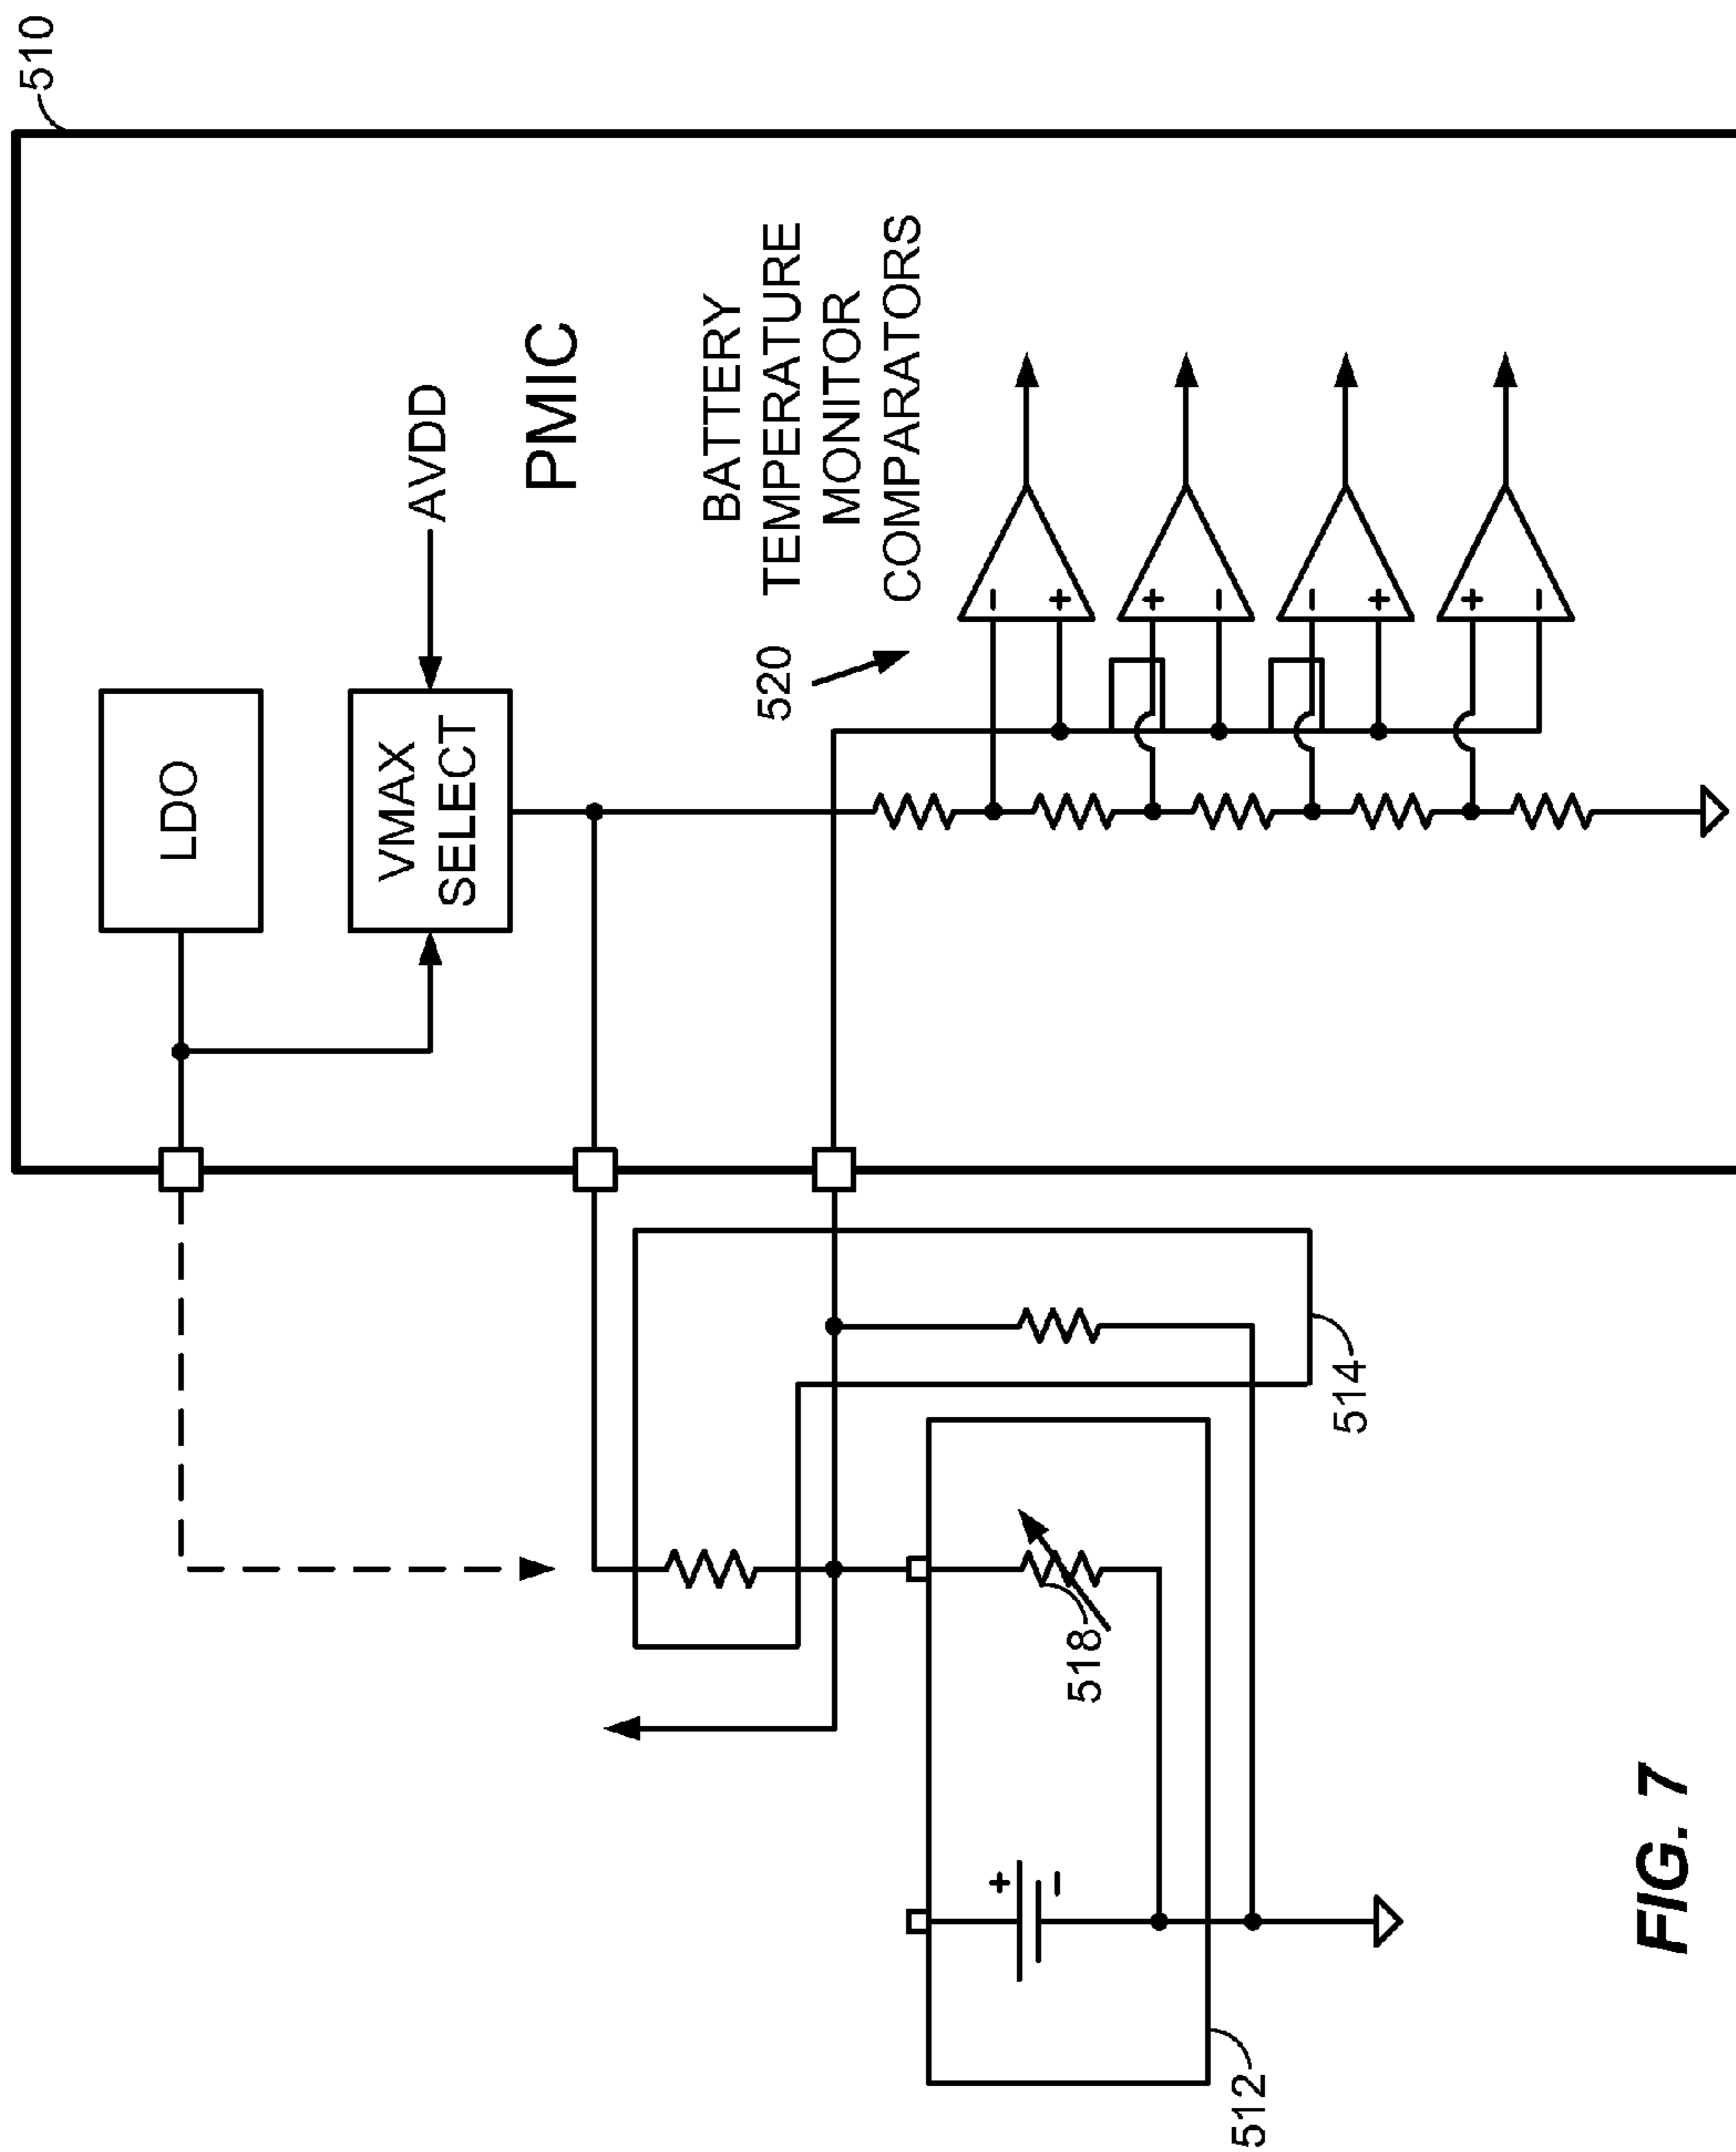 510
LDO
VMAX
SELECT
AVDD
PMIC
BATTERY
TEMPERATURE
MONITOR
COMPARATORS
520
-
+
+
-
-
+
+
-
514
518
+
-
512
FIG. 7